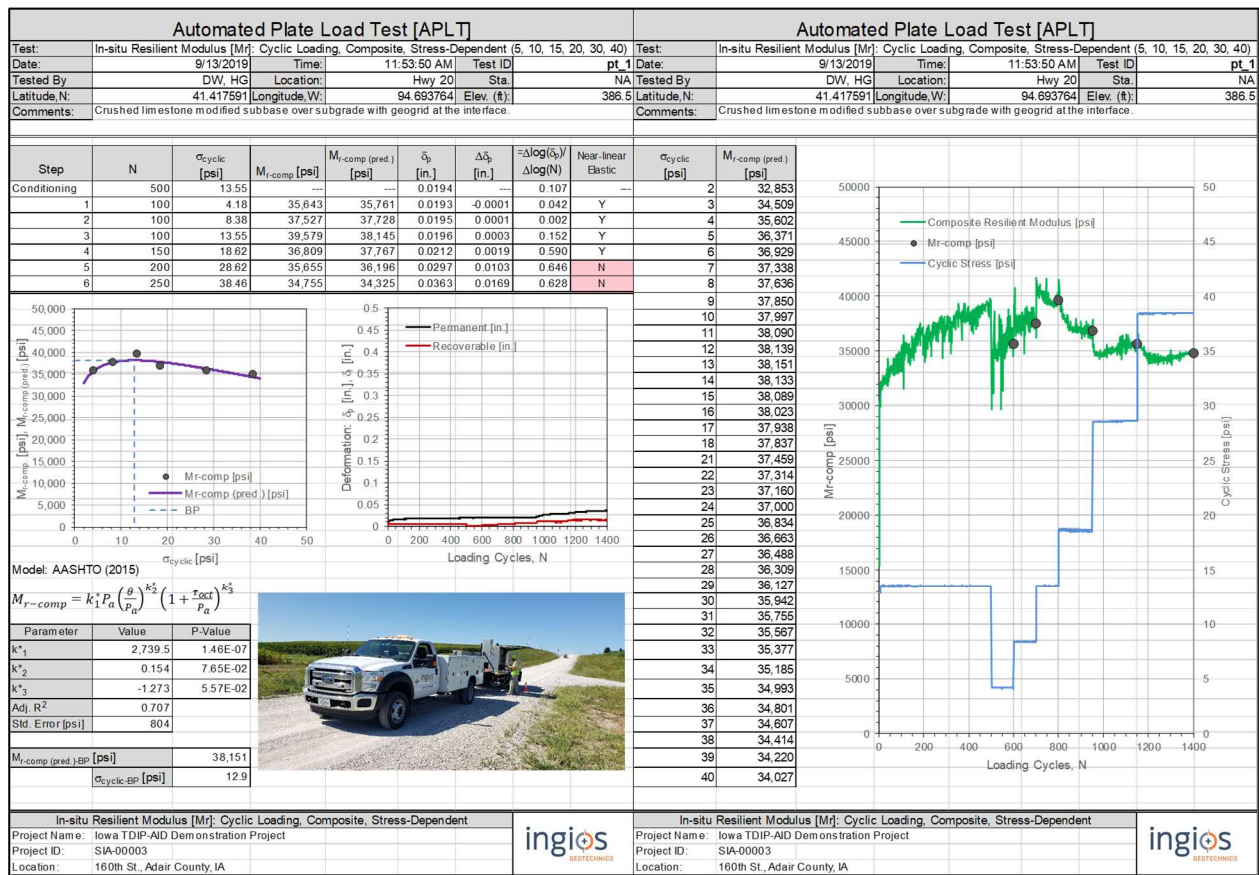 Automated Plate Load Test [APLT]
Test: In-situ Resilient Modulus [Mr]: Cyclic Loading, Composite, Stress-Dependent (5, 10, 15, 20, 30, 40)
Date: 9/13/2019 Time: 11:53:50 AM Test ID pt_1
Tested By DW, HG Location: Hwy 20 Sta. NA
Latitude,N: 41.417591 Longitude,W: 94.693764 Elev. (ft): 386.5
Comments: Crushed limestone modified subbase over subgrade with geogrid at the interface.
Step N σcyclic [psi] Mr-comp [psi] Mr-comp (pred.) [psi] δp [in.] Δδp [in.] =Δlog(δp)/Δlog(N) Near-linear Elastic
Conditioning 500 13.55 --- --- 0.0194 --- 0.107 ---
1 100 4.18 35,643 35,761 0.0193 -0.0001 0.042 Y
2 100 8.38 37,527 37,728 0.0195 0.0001 0.002 Y
3 100 13.55 39,579 38,145 0.0196 0.0003 0.152 Y
4 150 18.62 36,809 37,767 0.0212 0.0019 0.590 Y
5 200 28.62 35,655 36,196 0.0297 0.0103 0.646 N
6 250 38.46 34,755 34,325 0.0363 0.0169 0.628 N
Mr-comp [psi], Mr-comp (pred.) [psi]
50,000
45,000
40,000
35,000
30,000
25,000
20,000
15,000
10,000
5,000
0
Mr-comp [psi]
Mr-comp (pred.) [psi]
BP
0 10 20 30 40 50
σcyclic [psi]
Deformation: δp [in.], δr [in.]
0.5
0.45
0.4
0.35
0.3
0.25
0.2
0.15
0.1
0.05
0
Permanent [in.]
Recoverable [in.]
0 200 400 600 800 1000 1200 1400
Loading Cycles, N
Model: AASHTO (2015)
Mr-comp = k*1Pa(θ/Pa)^k*2(1 + τoct/Pa)^k*3
Parameter Value P-Value
k*1 2,739.5 1.46E-07
k*2 0.154 7.65E-02
k*3 -1.273 5.57E-02
Adj. R2 0.707
Std. Error [psi] 804
Mr-comp (pred.)-BP [psi] 38,151
σcyclic-BP [psi] 12.9
ingios
In-situ Resilient Modulus [Mr]: Cyclic Loading, Composite, Stress-Dependent
Project Name: Iowa TDIP-AID Demonstration Project
Project ID: SIA-00003
Location: 160th St., Adair County, IA
ingios
GEOTECHNICS
Automated Plate Load Test [APLT]
Test: In-situ Resilient Modulus [Mr]: Cyclic Loading, Composite, Stress-Dependent (5, 10, 15, 20, 30, 40)
Date: 9/13/2019 Time: 11:53:50 AM Test ID pt_1
Tested By DW, HG Location: Hwy 20 Sta. NA
Latitude,N: 41.417591 Longitude,W: 94.693764 Elev. (ft): 386.5
Comments: Crushed limestone modified subbase over subgrade with geogrid at the interface.
σcyclic [psi] Mr-comp (pred.) [psi]
2 32,853
3 34,509
4 35,602
5 36,371
6 36,929
7 37,338
8 37,636
9 37,850
10 37,997
11 38,090
12 38,139
13 38,151
14 38,133
15 38,089
16 38,023
17 37,938
18 37,837
21 37,459
22 37,314
23 37,160
24 37,000
25 36,834
26 36,663
27 36,488
28 36,309
29 36,127
30 35,942
31 35,755
32 35,567
33 35,377
34 35,185
35 34,993
36 34,801
37 34,607
38 34,414
39 34,220
40 34,027
Mr-comp [psi]
50000
45000
40000
35000
30000
25000
20000
15000
10000
5000
0
Composite Resilient Modulus [psi]
Mr-comp [psi]
Cyclic Stress [psi]
50
45
40
35
30
25
20
15
10
5
0
Cyclic Stress [psi]
0 200 400 600 800 1000 1200 1400
Loading Cycles, N
In-situ Resilient Modulus [Mr]: Cyclic Loading, Composite, Stress-Dependent
Project Name: Iowa TDIP-AID Demonstration Project
Project ID: SIA-00003
Location: 160th St., Adair County, IA
ingios
GEOTECHNICS